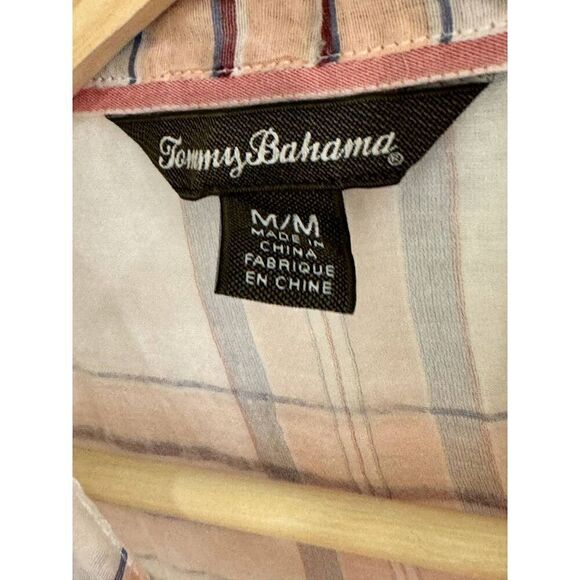 Tommy Bahama®
M/M
MADE IN
CHINA
FABRIQUE
EN CHINE